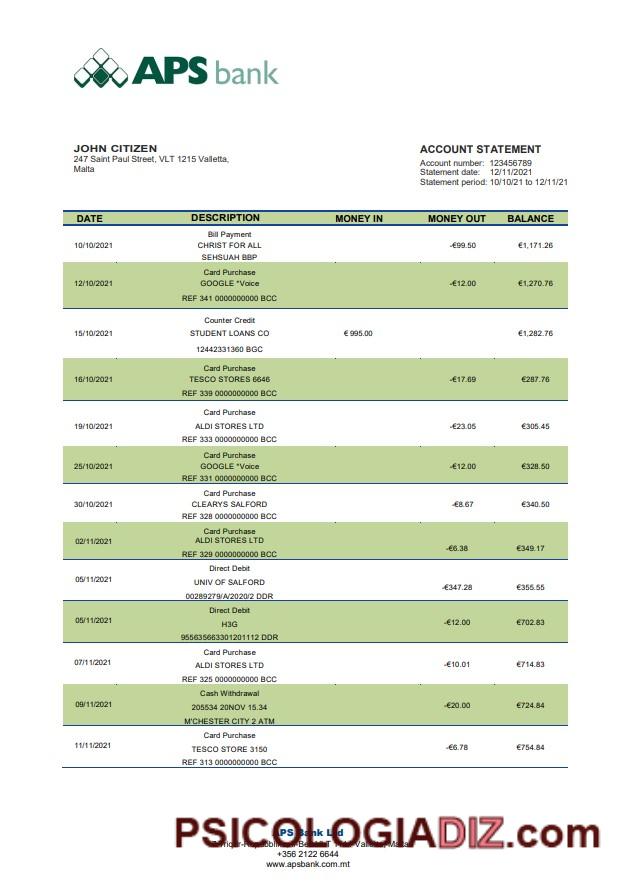 APS bank
JOHN CITIZEN
247 Saint Paul Street, VLT 1215 Valletta,
Malta
ACCOUNT STATEMENT
Account number: 123456789
Statement date: 12/11/2021
Statement period: 10/10/21 to 12/11/21
DATE DESCRIPTION MONEY IN MONEY OUT BALANCE
Bill Payment
10/10/2021 CHRIST FOR ALL -€99.50 €1,171.26
SEHSUAH BBP
Card Purchase
12/10/2021 GOOGLE *Voice -€12.00 €1,270.76
REF 341 0000000000 BCC
Counter Credit
15/10/2021 STUDENT LOANS CO € 995.00 €1,282.76
12442331360 BGC
Card Purchase
16/10/2021 TESCO STORES 6646 -€17.69 €287.76
REF 339 0000000000 BCC
Card Purchase
19/10/2021 ALDI STORES LTD -€23.05 €305.45
REF 333 0000000000 BCC
Card Purchase
25/10/2021 GOOGLE *Voice -€12.00 €328.50
REF 331 0000000000 BCC
Card Purchase
30/10/2021 CLEARYS SALFORD -€8.67 €340.50
REF 328 0000000000 BCC
Card Purchase
02/11/2021 ALDI STORES LTD -€6.38 €349.17
REF 329 0000000000 BCC
Direct Debit
05/11/2021 UNIV OF SALFORD -€347.28 €355.55
00289279/A/2020/2 DDR
Direct Debit
05/11/2021 H3G -€12.00 €702.83
955635663301201112 DDR
Card Purchase
07/11/2021 ALDI STORES LTD -€10.01 €714.83
REF 325 0000000000 BCC
Cash Withdrawal
09/11/2021 205534 20NOV 15.34 -€20.00 €724.84
M'CHESTER CITY 2 ATM
Card Purchase
11/11/2021 TESCO STORE 3150 -€6.78 €754.84
REF 313 0000000000 BCC
APS Bank Ltd
PSICOLOGIADIZ.com
Valletta, Malta
+356 2122 6644
www.apsbank.com.mt